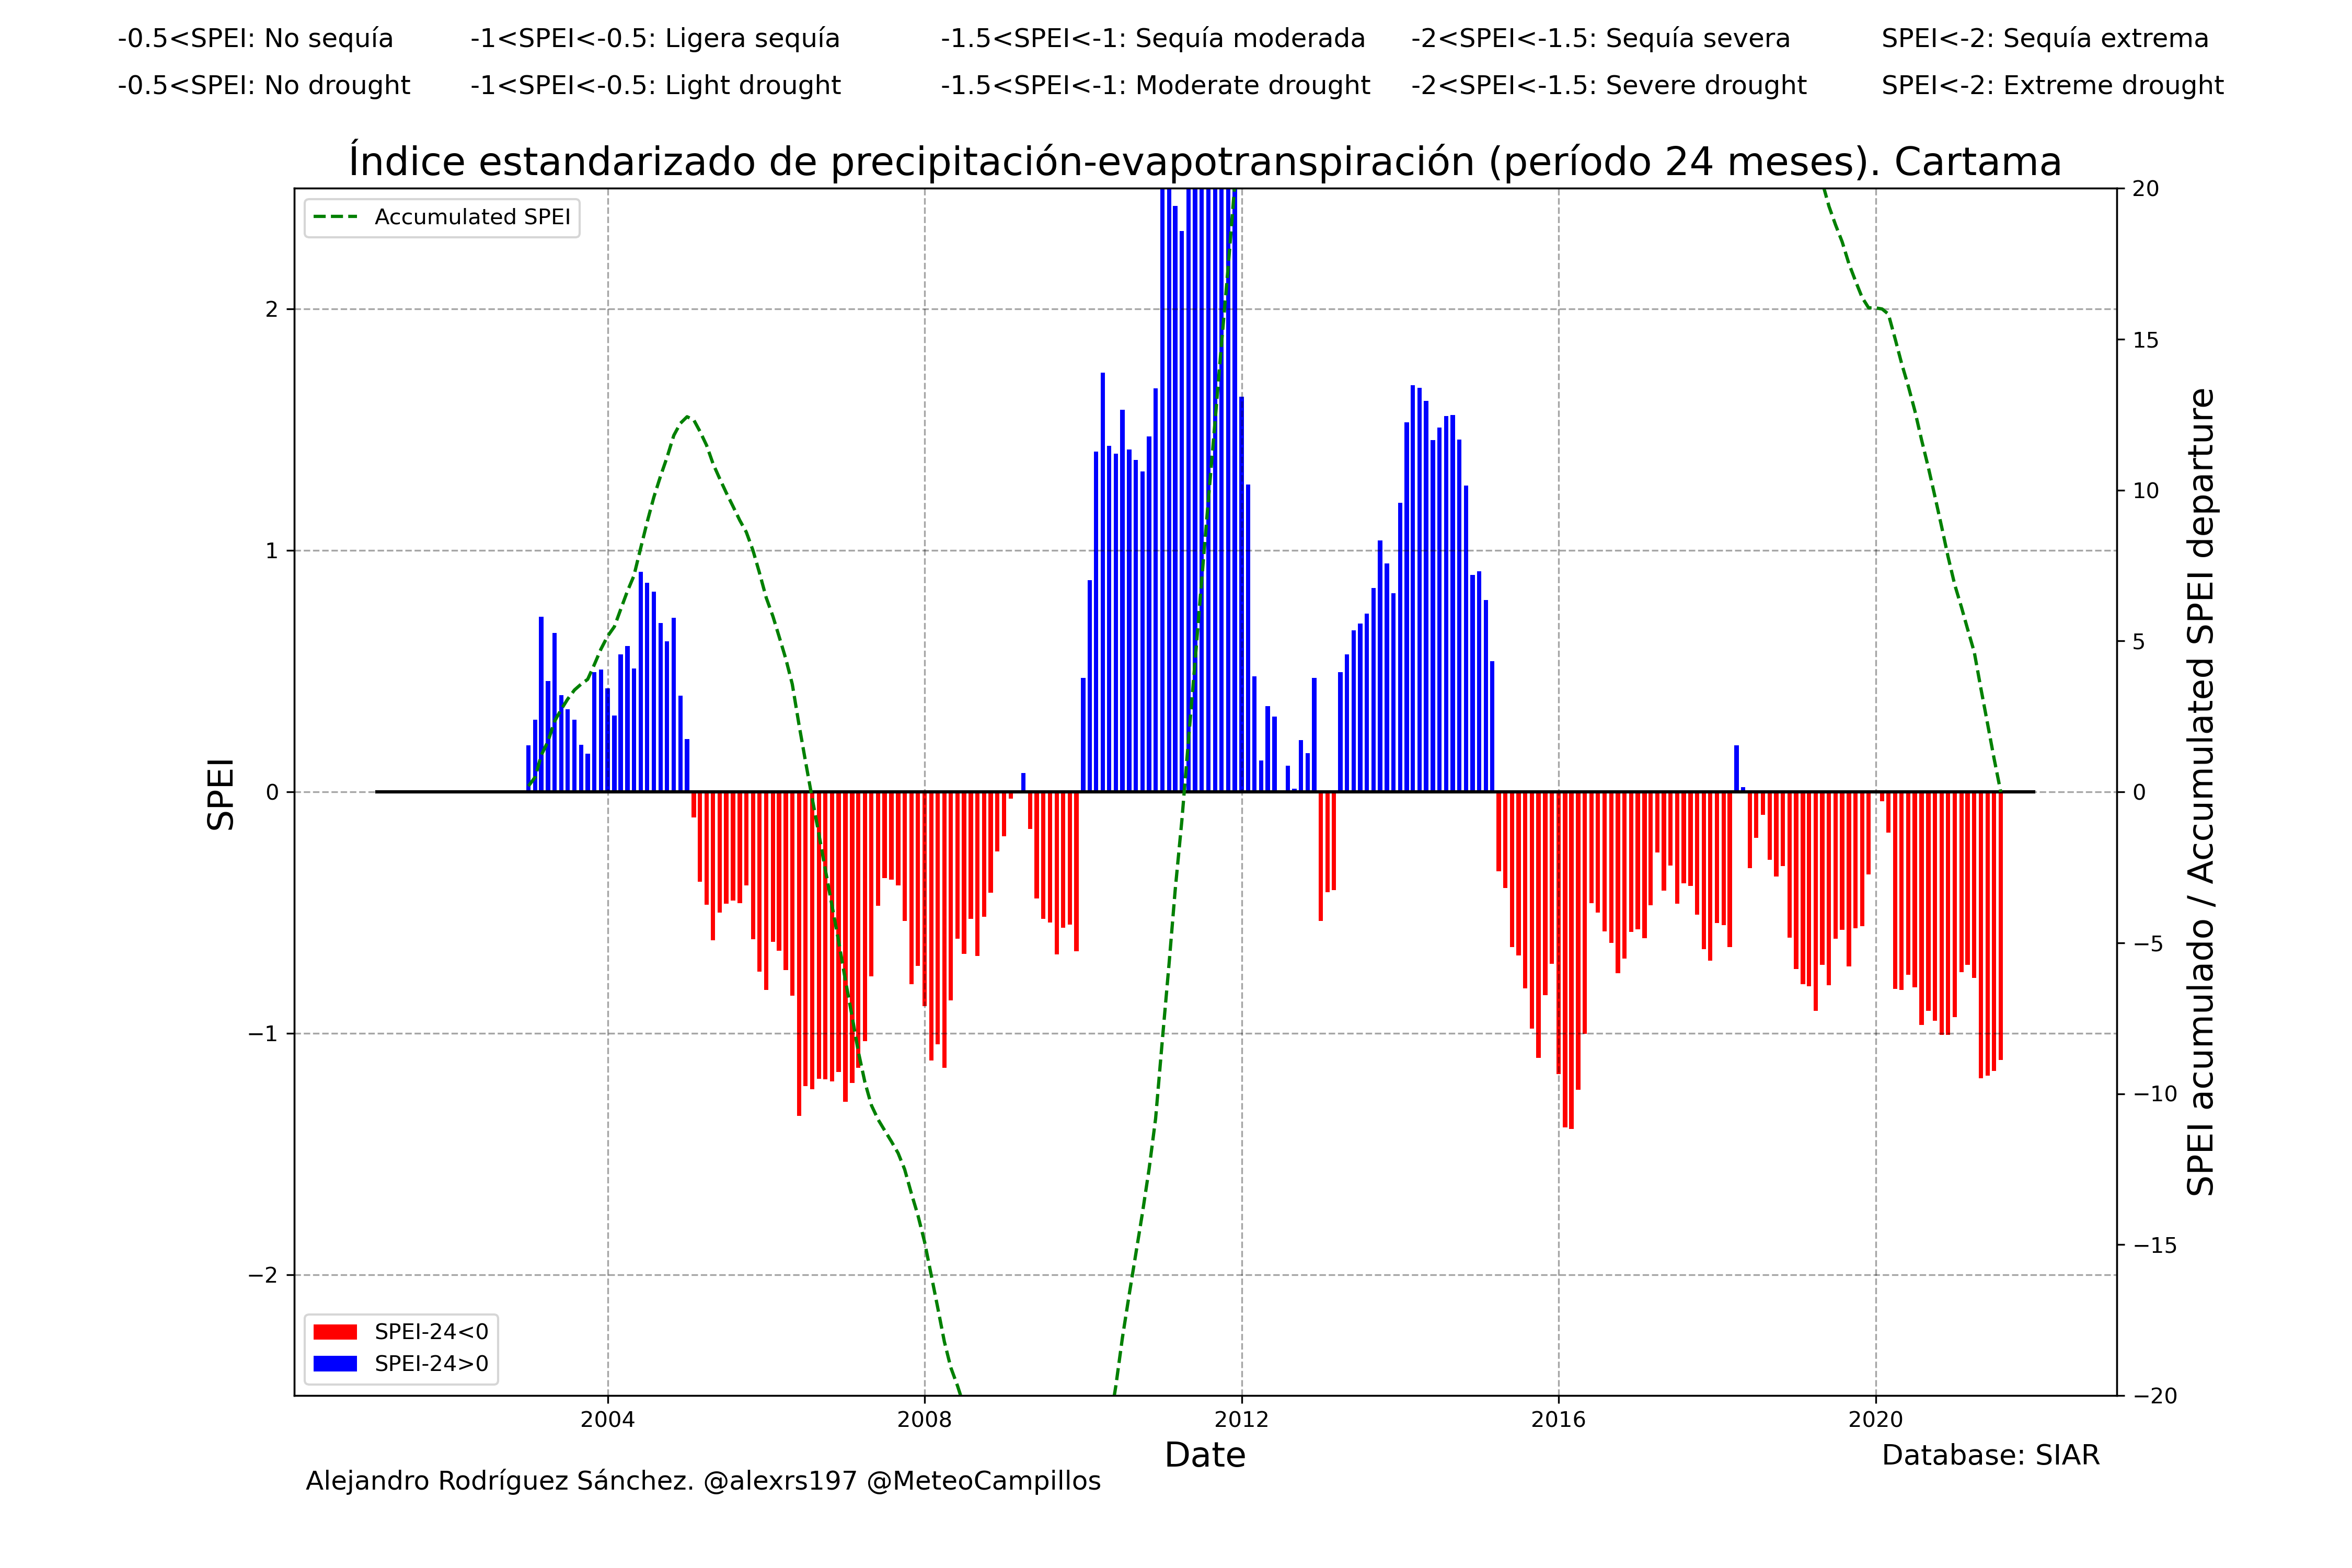 -0.5<SPEI: No sequía -1<SPEI<-0.5: Ligera sequía -1.5<SPEI<-1: Sequía moderada -2<SPEI<-1.5: Sequía severa SPEI<-2: Sequía extrema
-0.5<SPEI: No drought -1<SPEI<-0.5: Light drought -1.5<SPEI<-1: Moderate drought -2<SPEI<-1.5: Severe drought SPEI<-2: Extreme drought
Índice estandarizado de precipitación-evapotranspiración (período 24 meses). Cartama
Accumulated SPEI
2
1
0
−1
−2
SPEI
20
15
10
5
0
−5
−10
−15
−20
SPEI acumulado / Accumulated SPEI departure
SPEI-24<0
SPEI-24>0
2004 2008 2012 2016 2020
Date
Database: SIAR
Alejandro Rodríguez Sánchez. @alexrs197 @MeteoCampillos